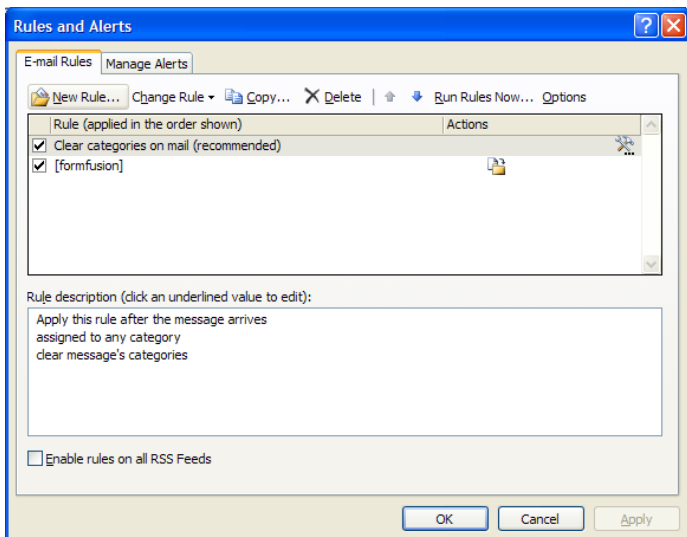 Rules and Alerts
E-mail Rules Manage Alerts
New Rule... Change Rule Copy... Delete Run Rules Now... Options
Rule (applied in the order shown) Actions
Clear categories on mail (recommended)
[formfusion]
Rule description (click an underlined value to edit):
Apply this rule after the message arrives
assigned to any category
clear message's categories
Enable rules on all RSS Feeds
OK Cancel Apply